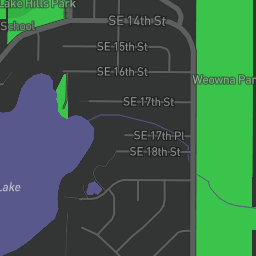 Lake Hills Park
SE 14th St
School
SE 15th St
SE 16th St
Weowna Par
SE 17th St
SE 17th Pl
SE 18th St
Lake